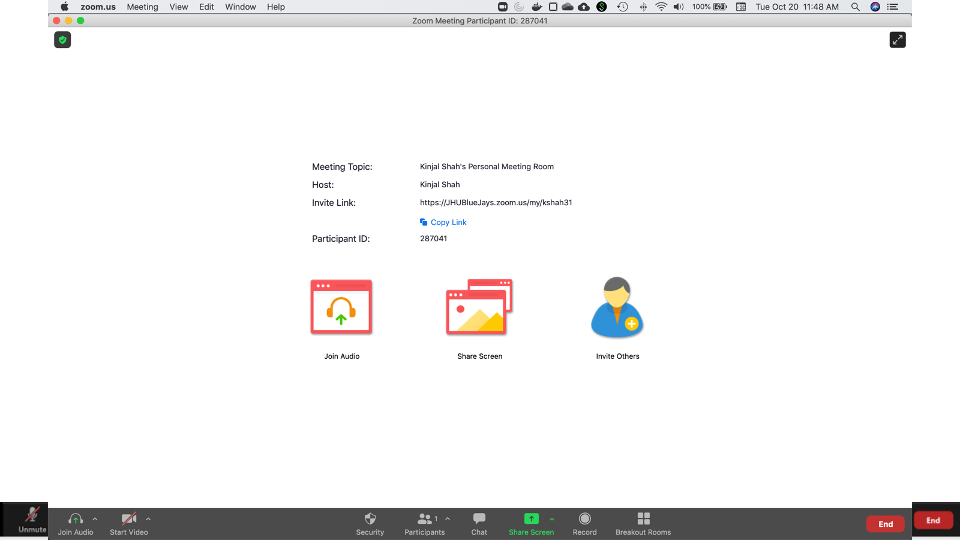 zoom.us Meeting View Edit Window Help 100% Tue Oct 20 11:48 AM
Zoom Meeting Participant ID: 287041
Meeting Topic: Kinjal Shah's Personal Meeting Room
Host: Kinjal Shah
Invite Link: https://JHUBlueJays.zoom.us/my/kshah31
Copy Link
Participant ID: 287041
Join Audio Share Screen Invite Others
Unmute Join Audio Start Video Security Participants 1 Chat Share Screen Record Breakout Rooms End End